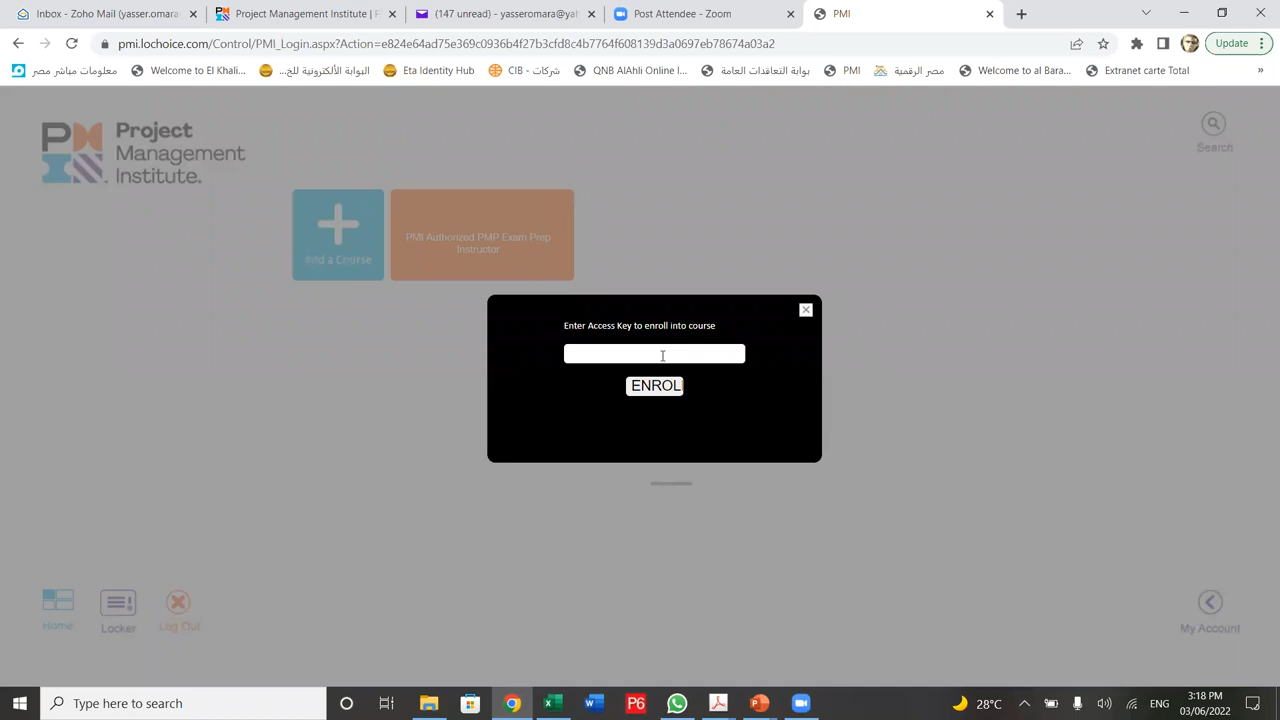 Inbox - Zoho Mail (yasser.omara
Project Management Institute | P
(147 unread) - yasseromara@yah
Post Attendee - Zoom
PMI
pmi.lochoice.com/Control/PMI_Login.aspx?Action=e824e64ad75e369c0926b4f27b3cfd8c4b7764f608139d3a0697eb78674a03a2
Update
معلومات مباشر مصر
Welcome to El Khali...
البوابة الألكترونية للخ...
Eta Identity Hub
شركات - CIB
QNB AlAhli Online I...
بوابة التعاقدات العامة
PMI
مصر الرقمية
Welcome to al Bara...
Extranet carte Total
»
Project
Management
Institute.
Search
Add a Course
PMI Authorized PMP Exam Prep
Instructor
Enter Access Key to enroll into course
ENROL
Home
Locker
Log Out
My Account
Type here to search
P6
28°C
ENG
3:18 PM
03/06/2022